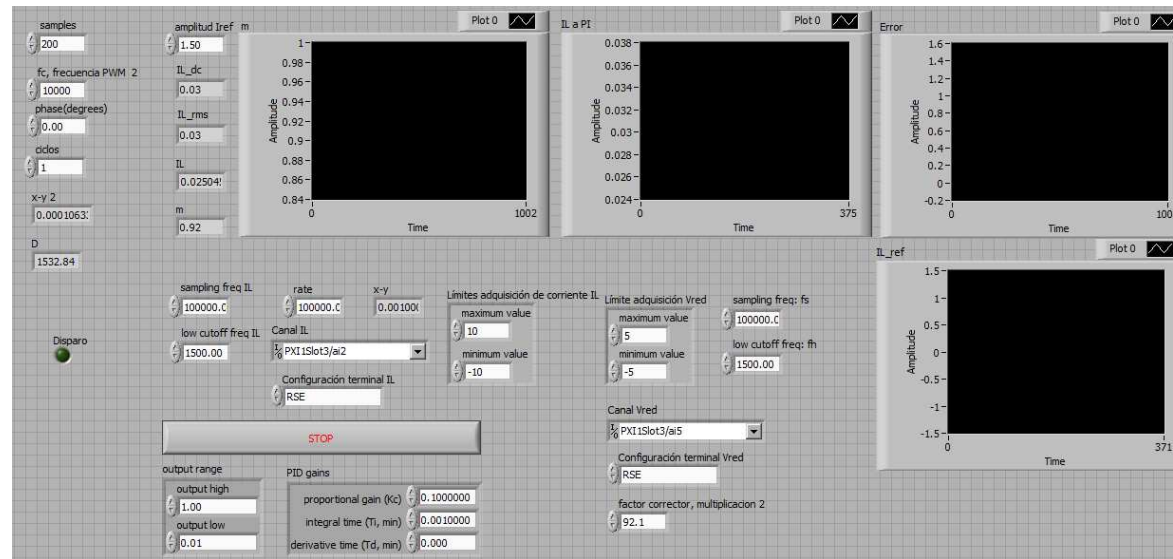 samples
200
fc, frecuencia PWM 2
10000
phase(degrees)
0.00
ciclos
1
x-y 2
0.0001063
D
1532.84
amplitud Iref
1.50
IL_dc
0.03
IL_rms
0.03
IL
0.02504
m
0.92
m
Plot 0
1
0.98
0.96
0.94
0.92
0.9
0.88
0.86
0.84
Amplitude
0
1002
Time
IL a PI
Plot 0
0.038
0.036
0.034
0.032
0.03
0.028
0.026
0.024
Amplitude
0
375
Time
Error
Plot 0
1.6
1.4
1.2
1
0.8
0.6
0.4
0.2
0
-0.2
Amplitude
0
100
Time
IL_ref
Plot 0
1.5
1
0.5
0
-0.5
-1
-1.5
Amplitude
0
371
Time
Disparo
sampling freq IL
100000.0
rate
100000.0
x-y
0.00100
low cutoff freq IL
1500.00
Canal IL
PXI1Slot3/ai2
Configuración terminal IL
RSE
Límites adquisición de corriente IL
maximum value
10
minimum value
-10
Límite adquisición Vred
maximum value
5
minimum value
-5
sampling freq: fs
100000.0
low cutoff freq: fh
1500.00
Canal Vred
PXI1Slot3/ai5
Configuración terminal Vred
RSE
factor corrector, multiplicacion 2
92.1
STOP
output range
output high
1.00
output low
0.01
PID gains
proportional gain (Kc) 0.1000000
integral time (Ti, min) 0.0010000
derivative time (Td, min) 0.000